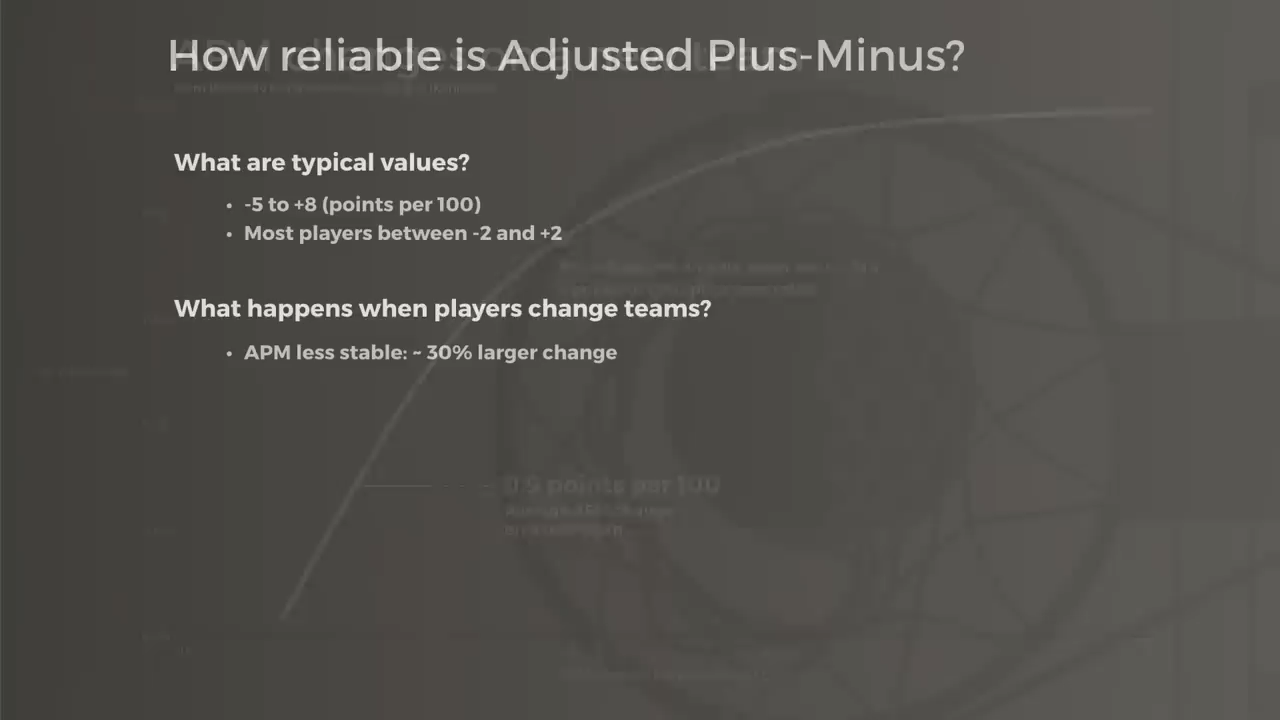 How reliable is Adjusted Plus-Minus?
What are typical values?
• -5 to +8 (points per 100)
• Most players between -2 and +2
What happens when players change teams?
• APM less stable: ~ 30% larger change
0.9 points per 100